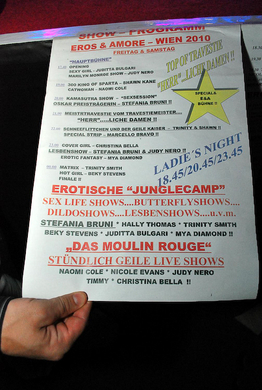 SHOW – PROGRAMM
EROS & AMORE – WIEN 2010
FREITAG & SAMSTAG
"HAUPTBÜHNE"
OPENING
SEXY GIRL - JUDITTA BULGARI
MARILYN MONROE SHOW – JUDY NERO
300 KING OF SPARTA – SHAWN KANE
CATWOMAN – NAOMI COLE
KAMASUTRA SHOW – "SEXSESSION"
OSKAR PREISTRÄGERIN – STEFANIA BRUNI !!
MEISTERTRAVESTIE VOM TRAVESTIEMEISTER...
"HERR"....LICHE DAMEN !!
SCHNEEFLITTCHEN UND DER GEILE KAISER – TRINITY & SHANN !!
SPECIAL STRIP – MARCELO BRAVO !!
COVER GIRL – CHRISTINA BELLA
LESBENSHOW – STEFANIA BRUNI & JUDY NERO !!
EROTIC FANTASY – MYA DIAMOND
MATRIX – TRINITY SMITH
HOT GIRL – BEKY STEVENS
FINALE !!
TOP OF TRAVESTIE
"HERR" LICHE DAMEN !!
SPECIALS
BÜHNE !!
LADIE'S NIGHT
18.45/20.45/23.45
EROTISCHE "JUNGLECAMP"
SEX LIFE SHOWS....BUTTERFLYSHOWS....
DILDOSHOWS....LESBENSHOWS....u.v.m.
STEFANIA BRUNI * HALLY THOMAS * TRINITY SMITH
BEKY STEVENS * JUDITTA BULGARI * MYA DIAMOND !!
„DAS MOULIN ROUGE"
STÜNDLICH GEILE LIVE SHOWS
NAOMI COLE * NICOLE EVANS * JUDY NERO
TIMMY * CHRISTINA BELLA !!